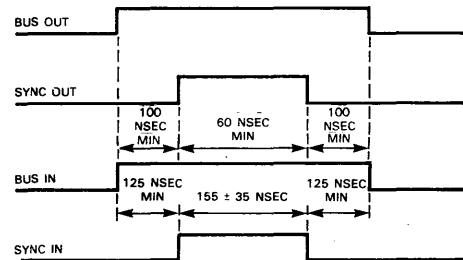 BUS OUT
SYNC OUT
100 NSEC MIN
60 NSEC MIN
100 NSEC MIN
BUS IN
125 NSEC MIN
155 ± 35 NSEC
125 NSEC MIN
SYNC IN